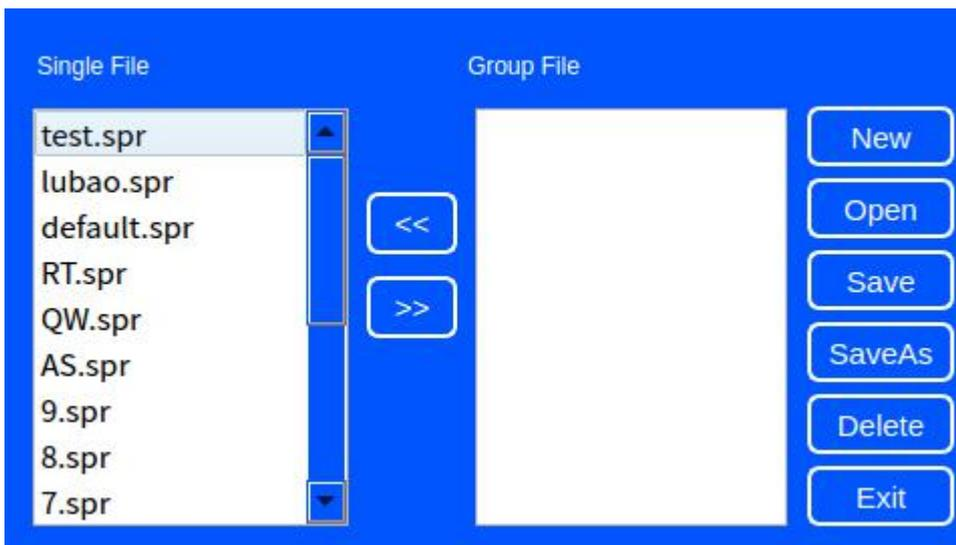 Single File
Group File
test.spr
lubao.spr
default.spr
RT.spr
QW.spr
AS.spr
9.spr
8.spr
7.spr
<<
>>
New
Open
Save
SaveAs
Delete
Exit